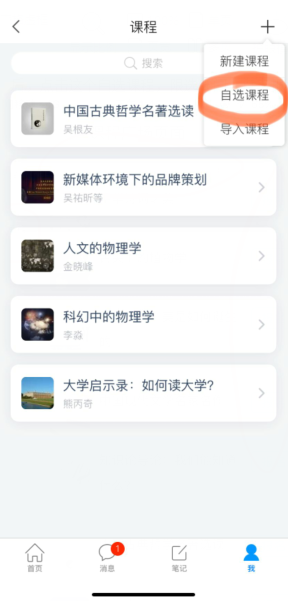 课程
新建课程
搜索
自选课程
导入课程
中国古典哲学名著选读
吴根友
新媒体环境下的品牌策划
吴祐昕等
人文的物理学
金晓峰
科幻中的物理学
李淼
大学启示录：如何读大学？
熊丙奇
1
首页
消息
笔记
我